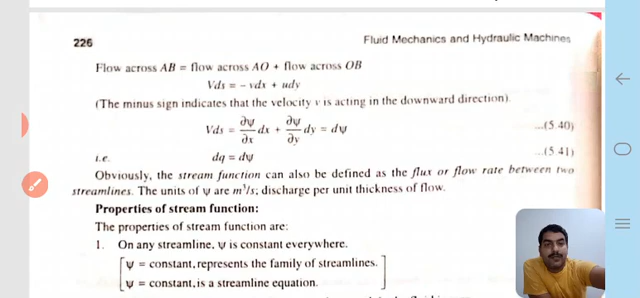 226
Fluid Mechanics and Hydraulic Machines
Flow across AB = flow across AO + flow across OB
Vds = – vdx + udy
(The minus sign indicates that the velocity v is acting in the downward direction).
Vds = ∂ψ/∂x dx + ∂ψ/∂y dy = dψ ...(5.40)
i.e. dq = dψ ...(5.41)
Obviously, the stream function can also be defined as the flux or flow rate between two
streamlines. The units of ψ are m³/s; discharge per unit thickness of flow.
Properties of stream function:
The properties of stream function are:
1. On any streamline, ψ is constant everywhere.
[ψ = constant, represents the family of streamlines.
ψ = constant, is a streamline equation.]